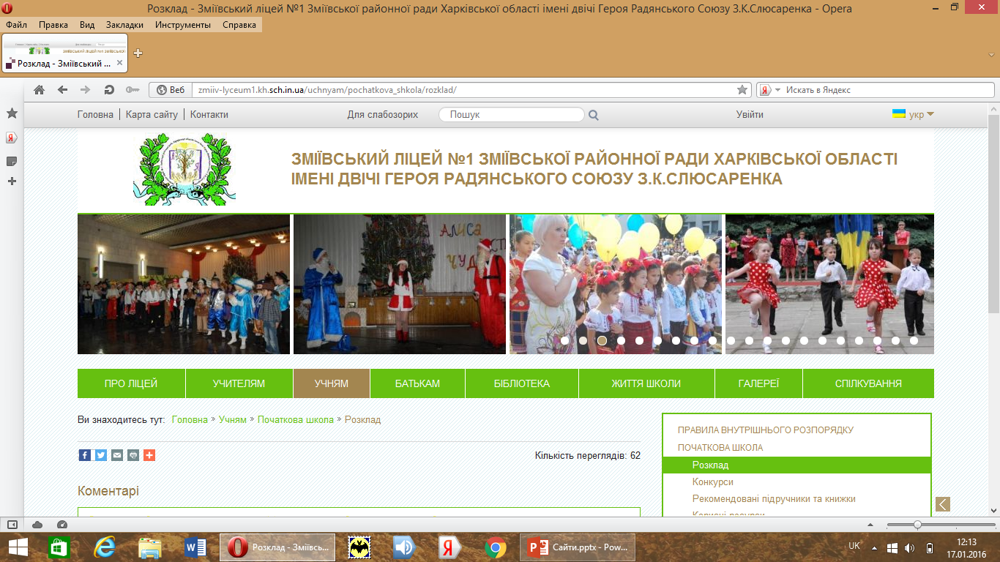 Розклад - Зміївський ліцей №1 Зміївської районної ради Харківської області імені двічі Героя Радянського Союзу З.К.Слюсаренка - Opera
Файл Правка Вид Закладки Инструменты Справка
Розклад - Зміївський ...
Веб zmiiv-lyceum1.kh.sch.in.ua/uchnyam/pochatkova_shkola/rozklad/ Искать в Яндекс
Головна Карта сайту Контакти Для слабозорих Пошук Увійти укр
ЗМІЇВСЬКИЙ ЛІЦЕЙ №1 ЗМІЇВСЬКОЇ РАЙОННОЇ РАДИ ХАРКІВСЬКОЇ ОБЛАСТІ
ІМЕНІ ДВІЧІ ГЕРОЯ РАДЯНСЬКОГО СОЮЗУ З.К.СЛЮСАРЕНКА
АЛИСА
ЧУД
ПРО ЛІЦЕЙ УЧИТЕЛЯМ УЧНЯМ БАТЬКАМ БІБЛІОТЕКА ЖИТТЯ ШКОЛИ ГАЛЕРЕЇ СПІЛКУВАННЯ
Ви знаходитесь тут: Головна » Учням » Початкова школа » Розклад
Кількість переглядів: 62
Коментарі
ПРАВИЛА ВНУТРІШНЬОГО РОЗПОРЯДКУ
ПОЧАТКОВА ШКОЛА
Розклад
Конкурси
Рекомендовані підручники та книжки
Корисні ресурси
Розклад - Зміївсь... Сайти.pptx - Pow... UK 12:13
17.01.2016